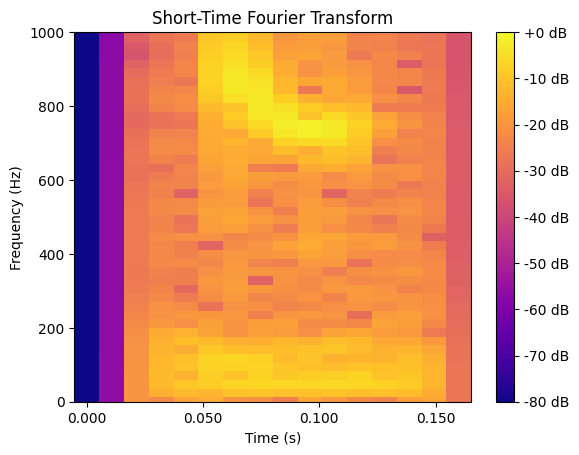 Short-Time Fourier Transform
Frequency (Hz)
1000
800
600
400
200
0
0.000
0.050
0.100
0.150
Time (s)
+0 dB
-10 dB
-20 dB
-30 dB
-40 dB
-50 dB
-60 dB
-70 dB
-80 dB